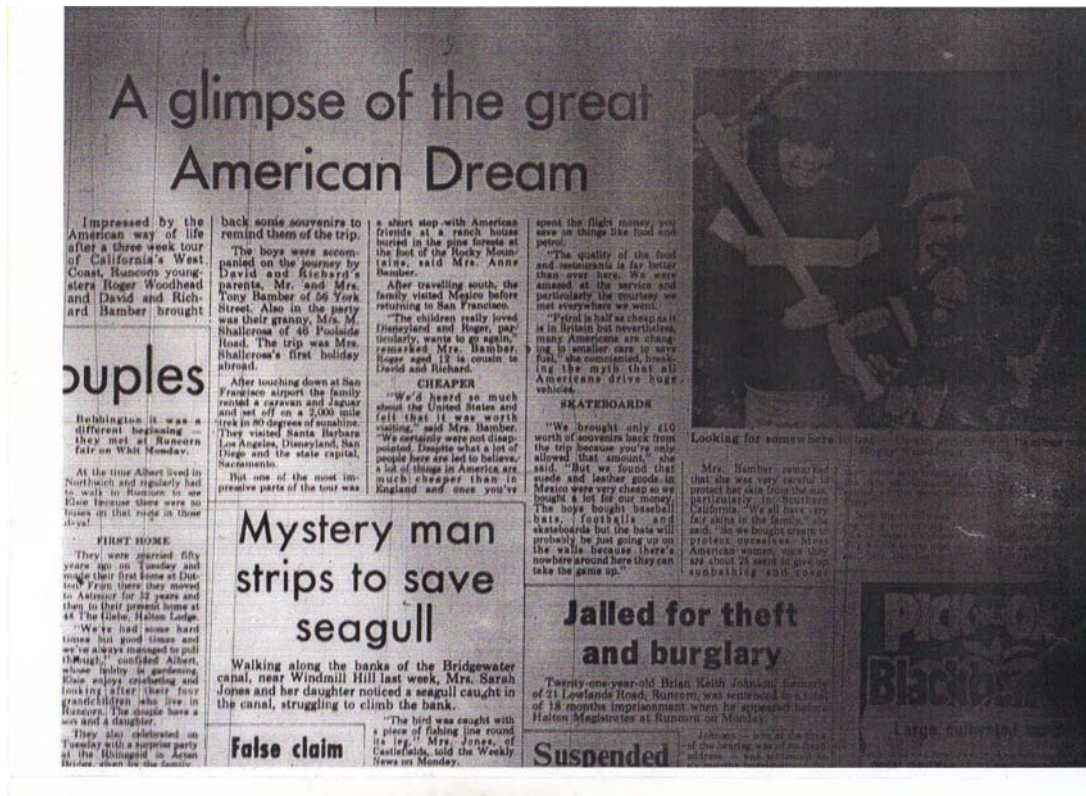 A glimpse of the great
American Dream
Impressed by the
American way of life
after a three week tour
of California's West
Coast, Runcorn young-
sters Roger Woodhead
and David and Rich-
ard Bamber brought
back some souvenirs to
remind them of the trip.
The boys were accom-
panied on the journey by
David and Richard's
parents, Mr. and Mrs.
Tony Bamber of 56 York
Street. Also in the party
was their granny, Mrs. M.
Shallcross of 46 Poolside
Road. The trip was Mrs.
Shallcross's first holiday
abroad.
After touching down at San
Francisco airport the family
rented a caravan and Jaguar
and set off on a 2,000 mile
trek in 80 degrees of sunshine.
They visited Santa Barbara
Los Angeles, Disneyland, San
Diego and the state capital,
Sacramento.
But one of the most im-
pressive parts of the tour was
a short stop with American
friends at a ranch house
buried in the pine forests at
the foot of the Rocky Moun-
tains, said Mrs. Anne
Bamber.
After travelling south, the
family visited Mexico before
returning to San Francisco.
"The children really loved
Disneyland and Roger, par-
ticularly, wants to go again,"
remarked Mrs. Bamber.
Roger aged 12 is cousin to
David and Richard.
CHEAPER
"We'd heard so much
about the United States and
felt that it was worth
visiting," said Mrs. Bamber.
"We certainly were not disap-
pointed. Despite what a lot of
people here are led to believe,
a lot of things in America are
much cheaper than in
England and once you've
spent the flight money, you
save on things like food and
petrol.
"The quality of the food
and restaurants is far better
than over here. We were
amazed at the service and
particularly the courtesy we
met everywhere we went.
"Petrol is half as cheap as it
is in Britain but nevertheless,
many Americans are chang-
ing to smaller cars to save
fuel," she commented, break-
ing the myth that all
Americans drive huge
vehicles.
SKATEBOARDS
"We brought only £10
worth of souvenirs back from
the trip because you're only
allowed that amount," she
said. "But we found that
suede and leather goods in
Mexico were very cheap so we
bought a lot for our money.
The boys bought baseball
bats, footballs and
skateboards but the bats will
probably be just going up on
the walls because there's
nowhere around here they can
take the game up."
Looking for somewhere to
Mrs. Bamber remarked
that she was very careful
protect her skin from the sun,
particularly in Southern
California. "We all have very
fair skins in the family," she
said. "So we bought cream to
protect ourselves. Most
American women, once they
are about 25 seem to give up
sunbathing and cover
ouples
Bebbington it was a
different beginning
they met at Runcorn
fair on Whit Monday.
At the time Albert lived in
Northwich and regularly had
to walk to Runcorn to see
Elsie because there were no
buses on that route in those
days!
FIRST HOME
They were married fifty
years ago on Tuesday and
made their first home at Dut-
ton. From there they moved
to Astmoor for 32 years and
then to their present home at
48 The Glebe, Halton Lodge.
"We've had some hard
times but good times and
we've always managed to pull
through," confided Albert,
whose hobby is gardening.
Elsie enjoys crocheting and
looking after their four
grandchildren who live in
Runcorn. The couple have a
son and a daughter.
They also celebrated on
Tuesday with a surprise party
at the Rhinegold in Acton
Bridge, given by the family.
Mystery man
strips to save
seagull
Walking along the banks of the Bridgewater
canal, near Windmill Hill last week, Mrs. Sarah
Jones and her daughter noticed a seagull caught in
the canal, struggling to climb the bank.
"The bird was caught with
a piece of fishing line round
its leg," Mrs. Jones, of
Castlefields, told the Weekly
News on Monday.
False claim
Jailed for theft
and burglary
Twenty-one-year-old Brian Keith Johnson, formerly
of 21 Lowlands Road, Runcorn, was sentenced to a total
of 18 months imprisonment when he appeared before
Halton Magistrates at Runcorn on Monday.
Johnson — who at the time
of the hearing was of no fixed
address — was sentenced to
Suspended
Large cultivated